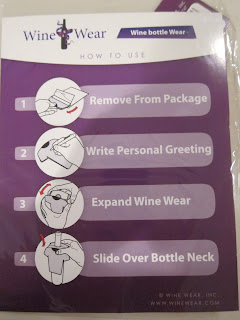 Wine Wear
Wine bottle Wear
HOW TO USE
1 Remove From Package
2 Write Personal Greeting
3 Expand Wine Wear
4 Slide Over Bottle Neck
© WINE WEAR, INC.
WWW.WINEWEAR.COM